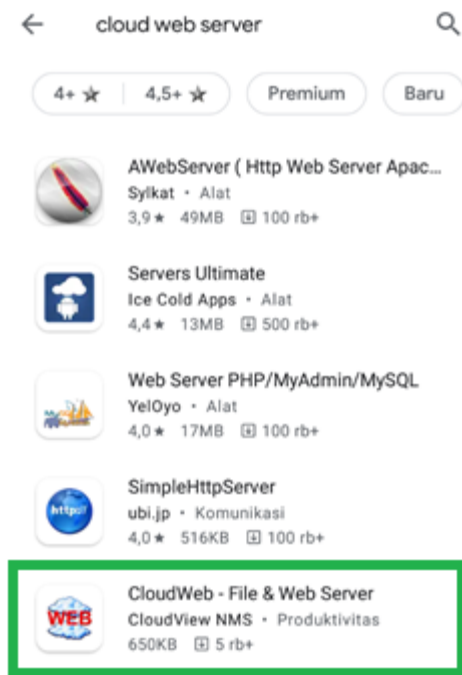 cloud web server
4+ ★ 4,5+ ★ Premium Baru
AWebServer ( Http Web Server Apac...
Sylkat • Alat
3,9★ 49MB 100 rb+
Servers Ultimate
Ice Cold Apps • Alat
4,4★ 13MB 500 rb+
Web Server PHP/MyAdmin/MySQL
YelOyo • Alat
4,0★ 17MB 100 rb+
http://
SimpleHttpServer
ubi.jp • Komunikasi
4,0★ 516KB 100 rb+
WEB
CloudWeb - File & Web Server
CloudView NMS • Produktivitas
650KB 5 rb+